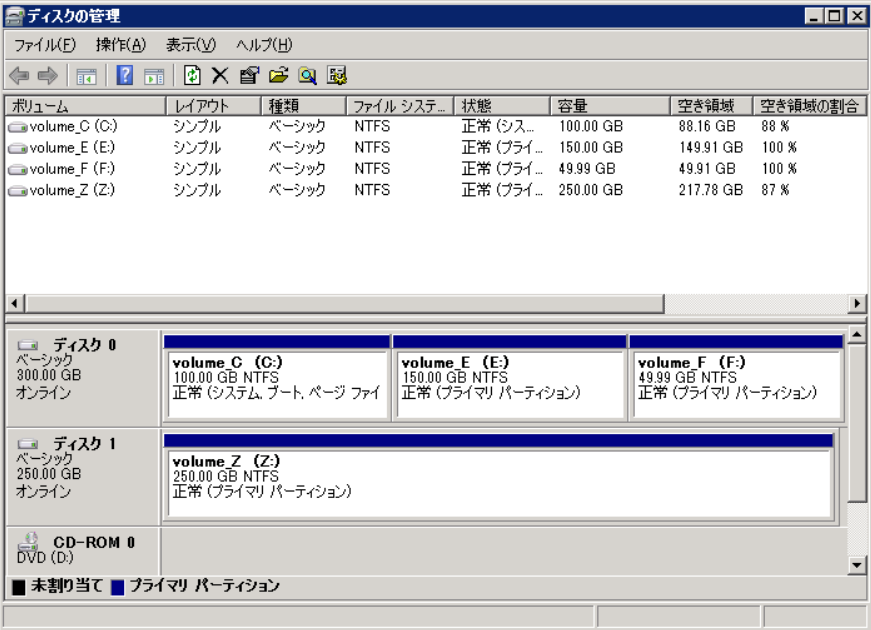 ディスクの管理
ファイル(F) 操作(A) 表示(V) ヘルプ(H)
ボリューム レイアウト 種類 ファイル システ... 状態 容量 空き領域 空き領域の割合
volume_C (C:) シンプル ベーシック NTFS 正常 (シス... 100.00 GB 88.16 GB 88 %
volume_E (E:) シンプル ベーシック NTFS 正常 (プライ... 150.00 GB 149.91 GB 100 %
volume_F (F:) シンプル ベーシック NTFS 正常 (プライ... 49.99 GB 49.91 GB 100 %
volume_Z (Z:) シンプル ベーシック NTFS 正常 (プライ... 250.00 GB 217.78 GB 87 %
ディスク 0
ベーシック
300.00 GB
オンライン
volume_C (C:)
100.00 GB NTFS
正常 (システム, ブート, ページ ファイ
volume_E (E:)
150.00 GB NTFS
正常 (プライマリ パーティション)
volume_F (F:)
49.99 GB NTFS
正常 (プライマリ パーティション)
ディスク 1
ベーシック
250.00 GB
オンライン
volume_Z (Z:)
250.00 GB NTFS
正常 (プライマリ パーティション)
CD-ROM 0
DVD (D:)
未割り当て プライマリ パーティション